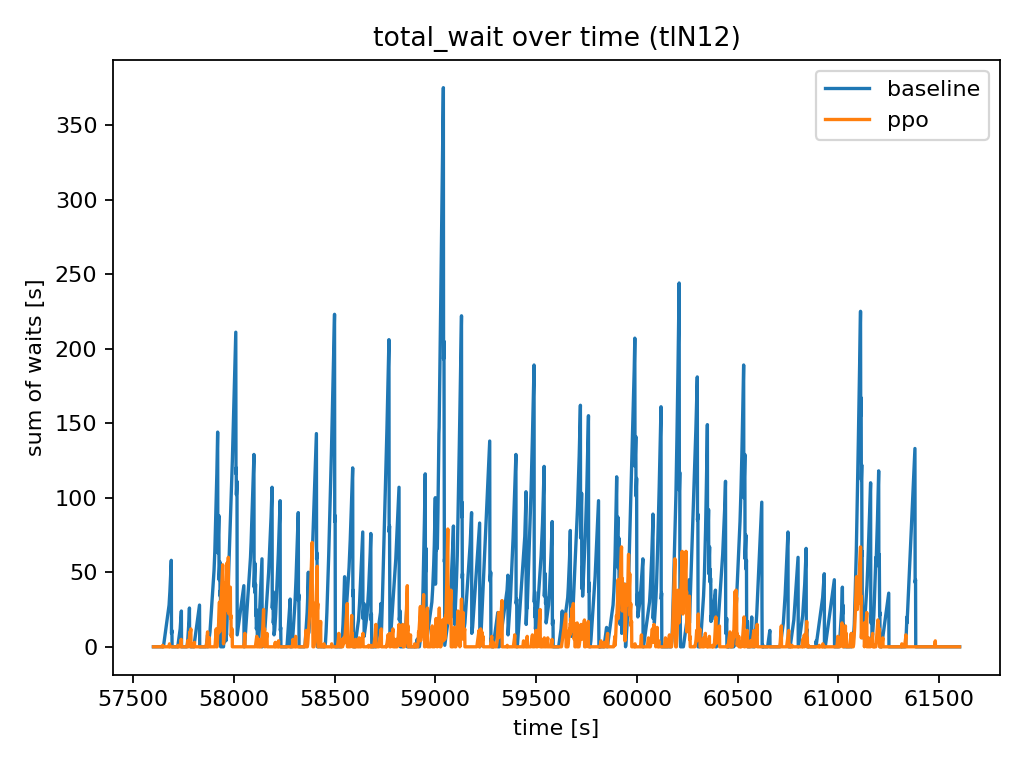 total_wait over time (tlN12)
baseline
ppo
sum of waits [s]
350
300
250
200
150
100
50
0
57500 58000 58500 59000 59500 60000 60500 61000 61500
time [s]